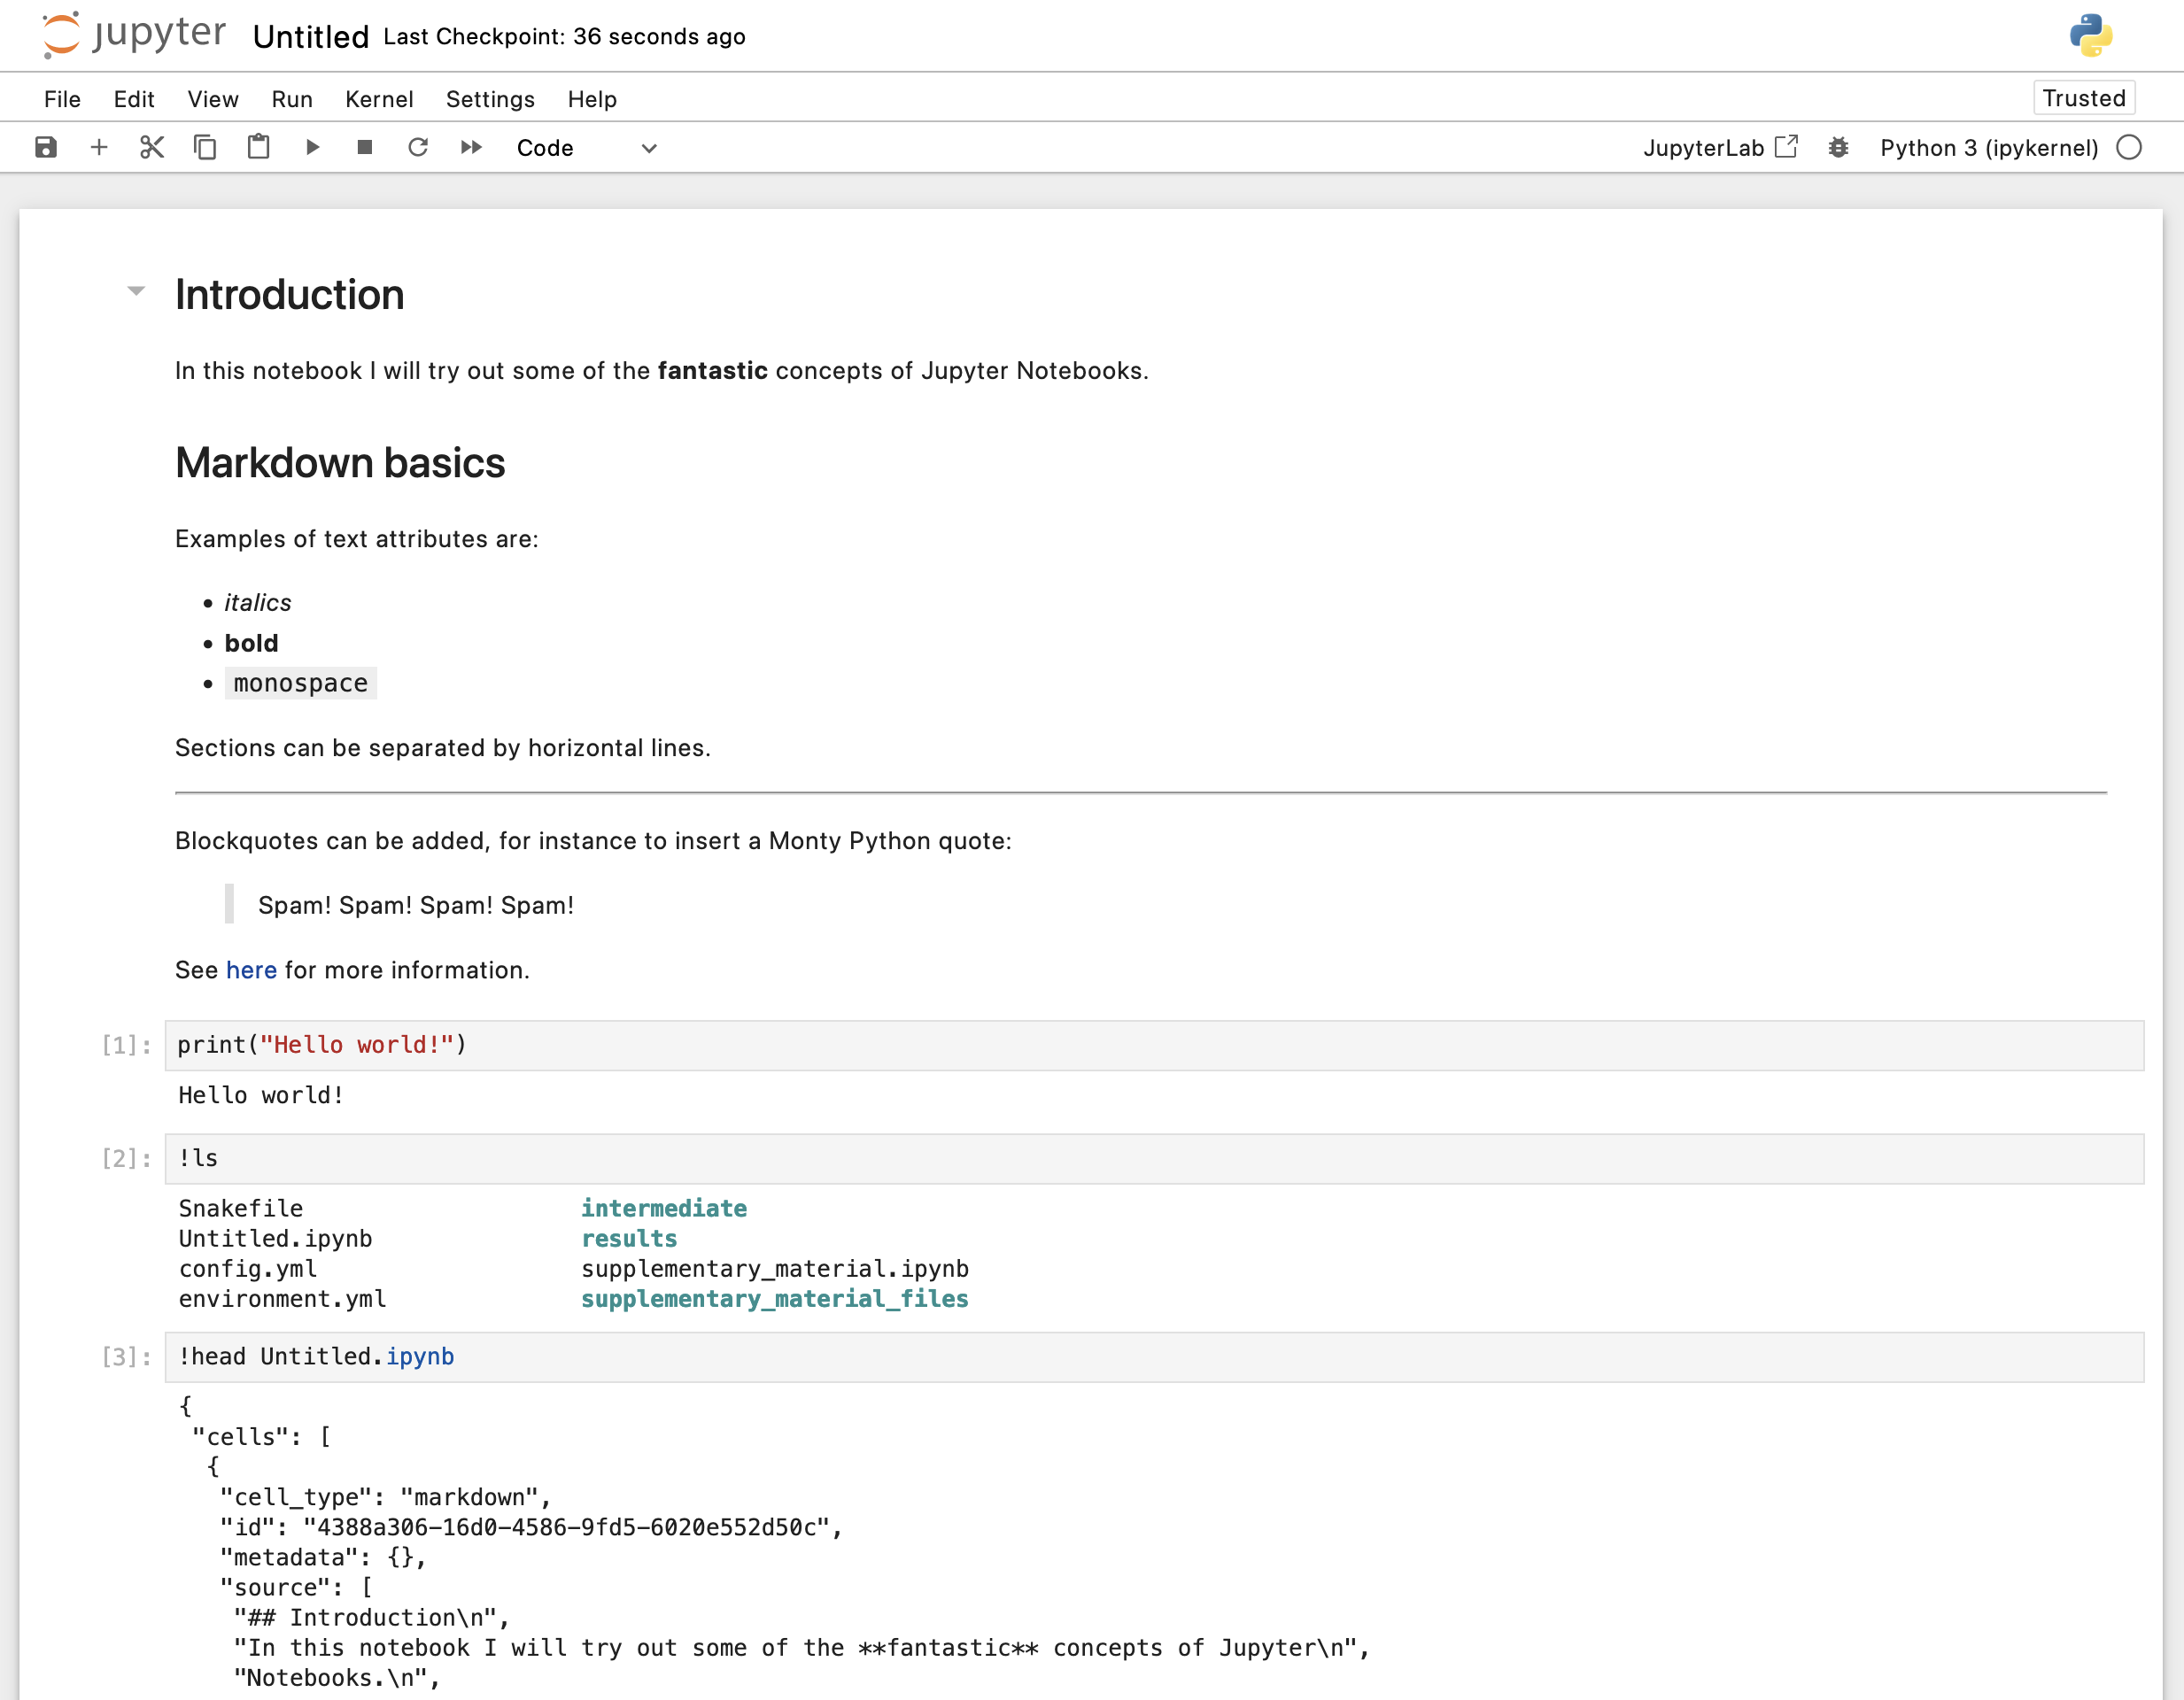 jupyter Untitled Last Checkpoint: 36 seconds ago
File Edit View Run Kernel Settings Help Trusted
Code JupyterLab Python 3 (ipykernel)
Introduction
In this notebook I will try out some of the fantastic concepts of Jupyter Notebooks.
Markdown basics
Examples of text attributes are:
• italics
• bold
• monospace
Sections can be separated by horizontal lines.
Blockquotes can be added, for instance to insert a Monty Python quote:
Spam! Spam! Spam! Spam!
See here for more information.
[1]: print("Hello world!")
Hello world!
[2]: !ls
Snakefile intermediate
Untitled.ipynb results
config.yml supplementary_material.ipynb
environment.yml supplementary_material_files
[3]: !head Untitled.ipynb
{
"cells": [
{
"cell_type": "markdown",
"id": "4388a306-16d0-4586-9fd5-6020e552d50c",
"metadata": {},
"source": [
"## Introduction\n",
"In this notebook I will try out some of the **fantastic** concepts of Jupyter\n",
"Notebooks.\n",